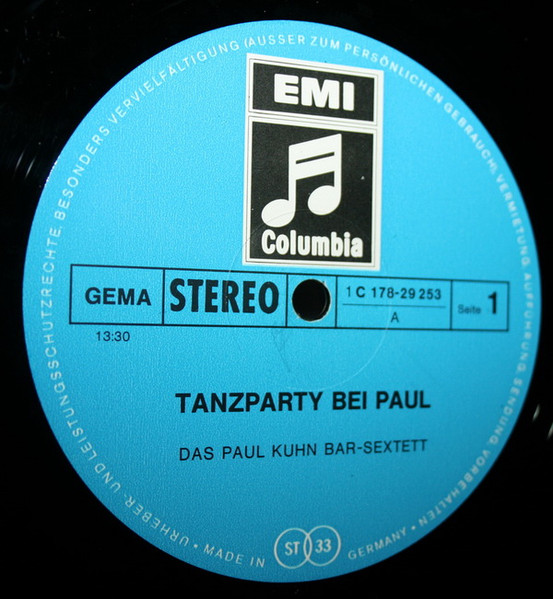 EMI
Columbia
GEMA
STEREO
1 C 178-29 253
A
Seite 1
13:30
TANZPARTY BEI PAUL
DAS PAUL KUHN BAR-SEXTETT
URHEBER- UND LEISTUNGSSCHUTZRECHTE, BESONDERS VERVIELFÄLTIGUNG (AUSSER ZUM PERSÖNLICHEN GEBRAUCH), VERMIETUNG, AUFFÜHRUNG, SENDUNG, VORBEHALTEN
• MADE IN ST 33 GERMANY •